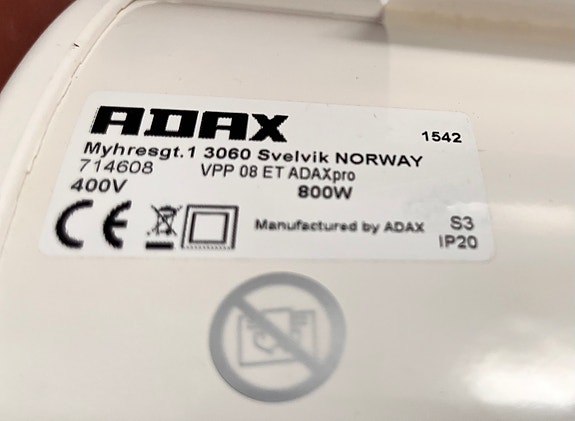 ADAX
1542
Myhresgt.1 3060 Svelvik NORWAY
714608 VPP 08 ET ADAXpro
400V 800W
CE Manufactured by ADAX S3
IP20